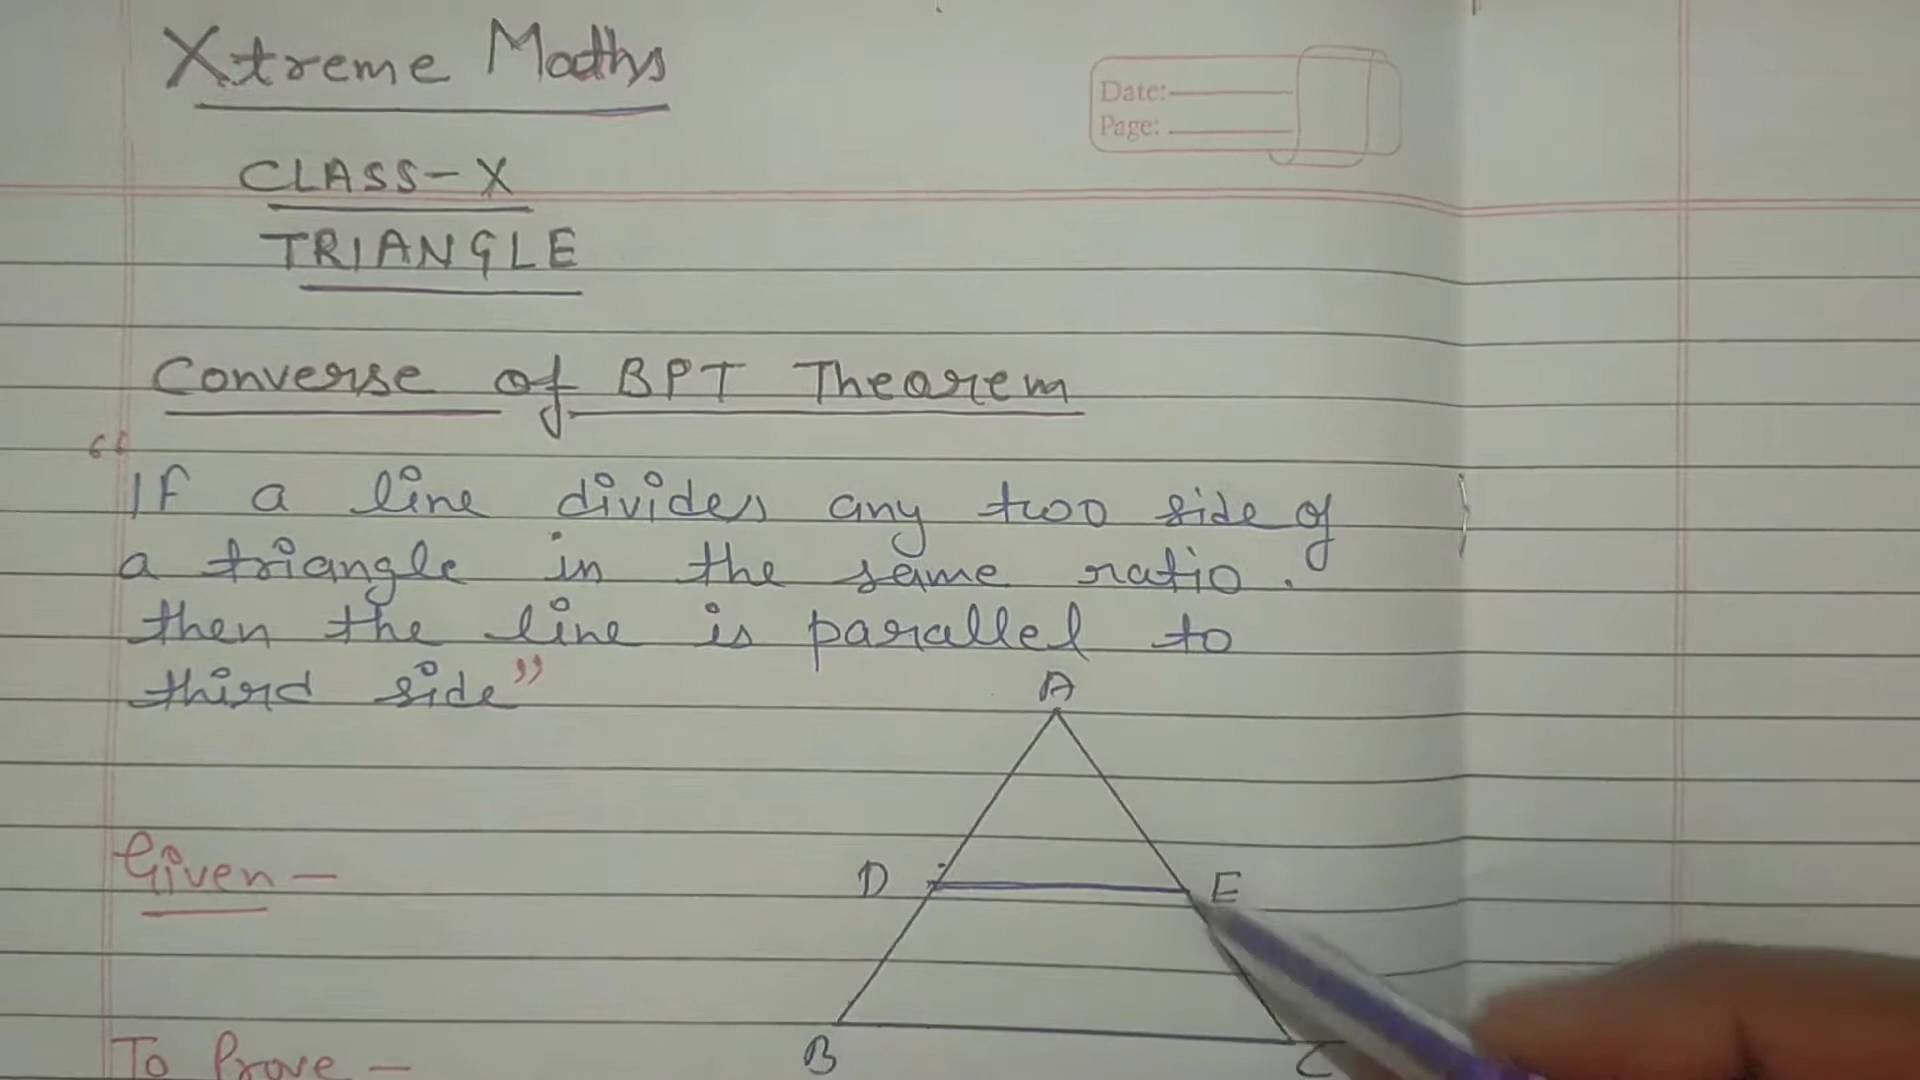 Xtreme Maths
Date:
Page:
CLASS-X
TRIANGLE
Converse of BPT Theorem
"If a line divides any two side of
a triangle in the same ratio.
then the line is parallel to
third side"
A
Given -
D
E
To Prove -
B
C